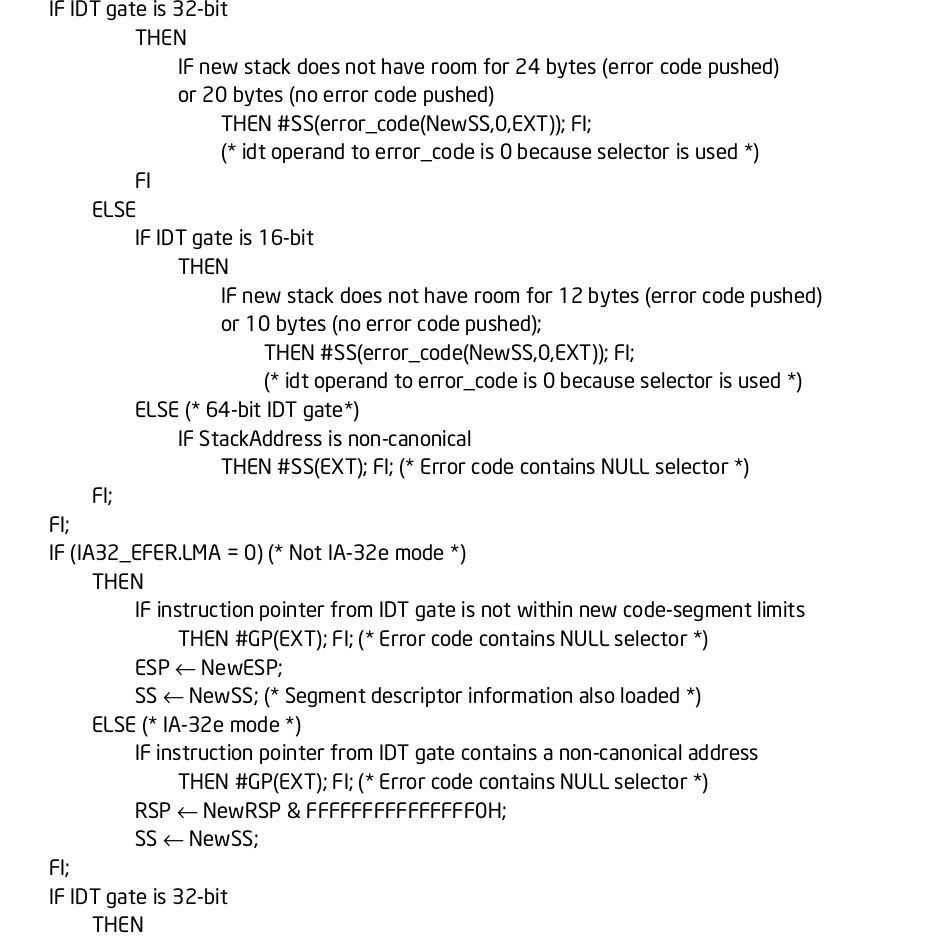 IF IDT gate is 32-bit
THEN
IF new stack does not have room for 24 bytes (error code pushed)
or 20 bytes (no error code pushed)
THEN #SS(error_code(NewSS,0,EXT)); FI;
(* idt operand to error_code is 0 because selector is used *)
FI
ELSE
IF IDT gate is 16-bit
THEN
IF new stack does not have room for 12 bytes (error code pushed)
or 10 bytes (no error code pushed);
THEN #SS(error_code(NewSS,0,EXT)); FI;
(* idt operand to error_code is 0 because selector is used *)
ELSE (* 64-bit IDT gate*)
IF StackAddress is non-canonical
THEN #SS(EXT); FI; (* Error code contains NULL selector *)
FI;
FI;
IF (IA32_EFER.LMA = 0) (* Not IA-32e mode *)
THEN
IF instruction pointer from IDT gate is not within new code-segment limits
THEN #GP(EXT); FI; (* Error code contains NULL selector *)
ESP ← NewESP;
SS ← NewSS; (* Segment descriptor information also loaded *)
ELSE (* IA-32e mode *)
IF instruction pointer from IDT gate contains a non-canonical address
THEN #GP(EXT); FI; (* Error code contains NULL selector *)
RSP ← NewRSP & FFFFFFFFFFFFFFF0H;
SS ← NewSS;
FI;
IF IDT gate is 32-bit
THEN